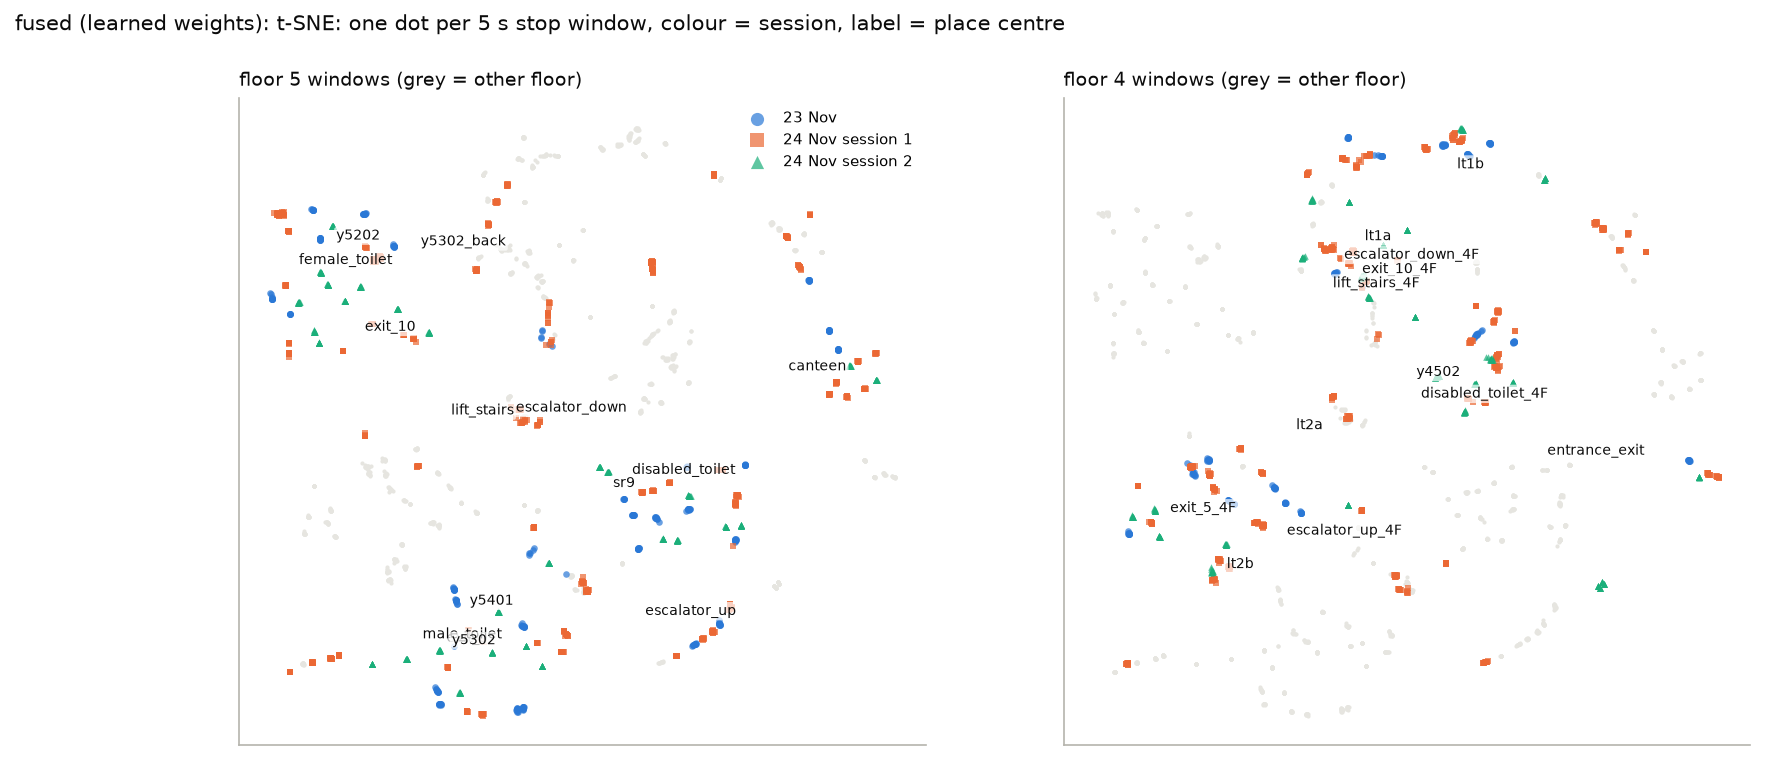 fused (learned weights): t-SNE: one dot per 5 s stop window, colour = session, label = place centre
floor 5 windows (grey = other floor)
23 Nov
24 Nov session 1
24 Nov session 2
y5202
y5302_back
female_toilet
exit_10
canteen
lift_stairs
escalator_down
disabled_toilet
sr9
y5401
escalator_up
male_toilet
y5302
floor 4 windows (grey = other floor)
lt1b
lt1a
escalator_down_4F
exit_10_4F
lift_stairs_4F
y4502
disabled_toilet_4F
lt2a
entrance_exit
exit_5_4F
escalator_up_4F
lt2b